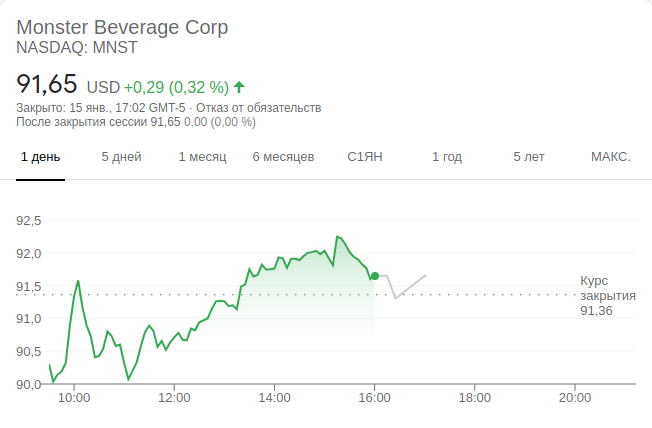 Monster Beverage Corp
NASDAQ: MNST
91,65 USD +0,29 (0,32 %)
Закрыто: 15 янв., 17:02 GMT-5 · Отказ от обязательств
После закрытия сессии 91,65 0,00 (0,00 %)
1 день 5 дней 1 месяц 6 месяцев С1ЯН 1 год 5 лет МАКС.
92,5
92,0
91,5
91,0
90,5
90,0
Курс
закрытия
91,36
10:00 12:00 14:00 16:00 18:00 20:00